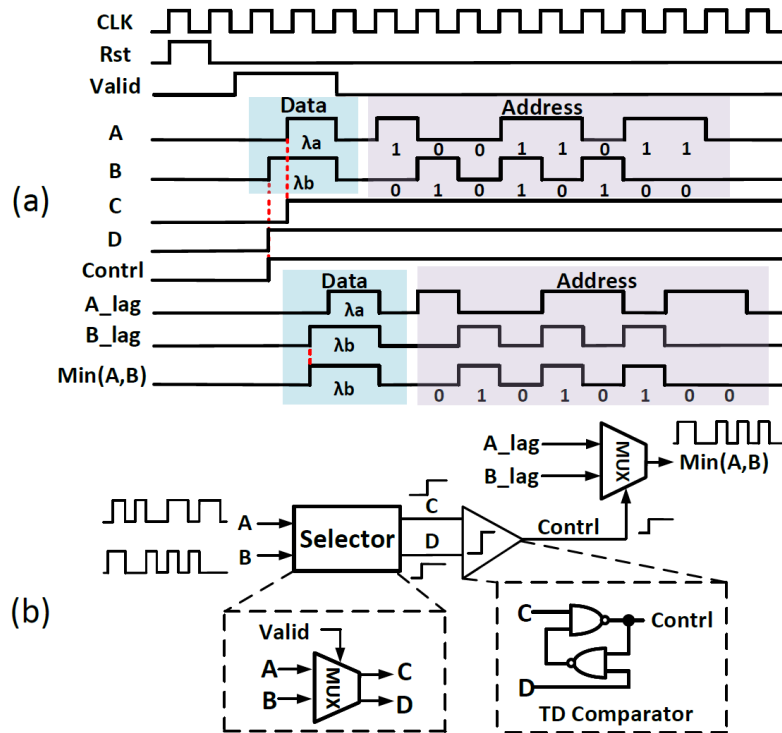 CLK
Rst
Valid
Data Address
A λa 1 0 0 1 1 0 1 1
B λb 0 1 0 1 0 1 0 0
(a)
C
D
Contrl
Data Address
A_lag λa
B_lag λb
Min(A,B) λb 0 1 0 1 0 1 0 0
A_lag
B_lag
MUX
Min(A,B)
A
B
Selector
C
D
Contrl
(b)
Valid
A
B
MUX
C
D
C
D
Contrl
TD Comparator